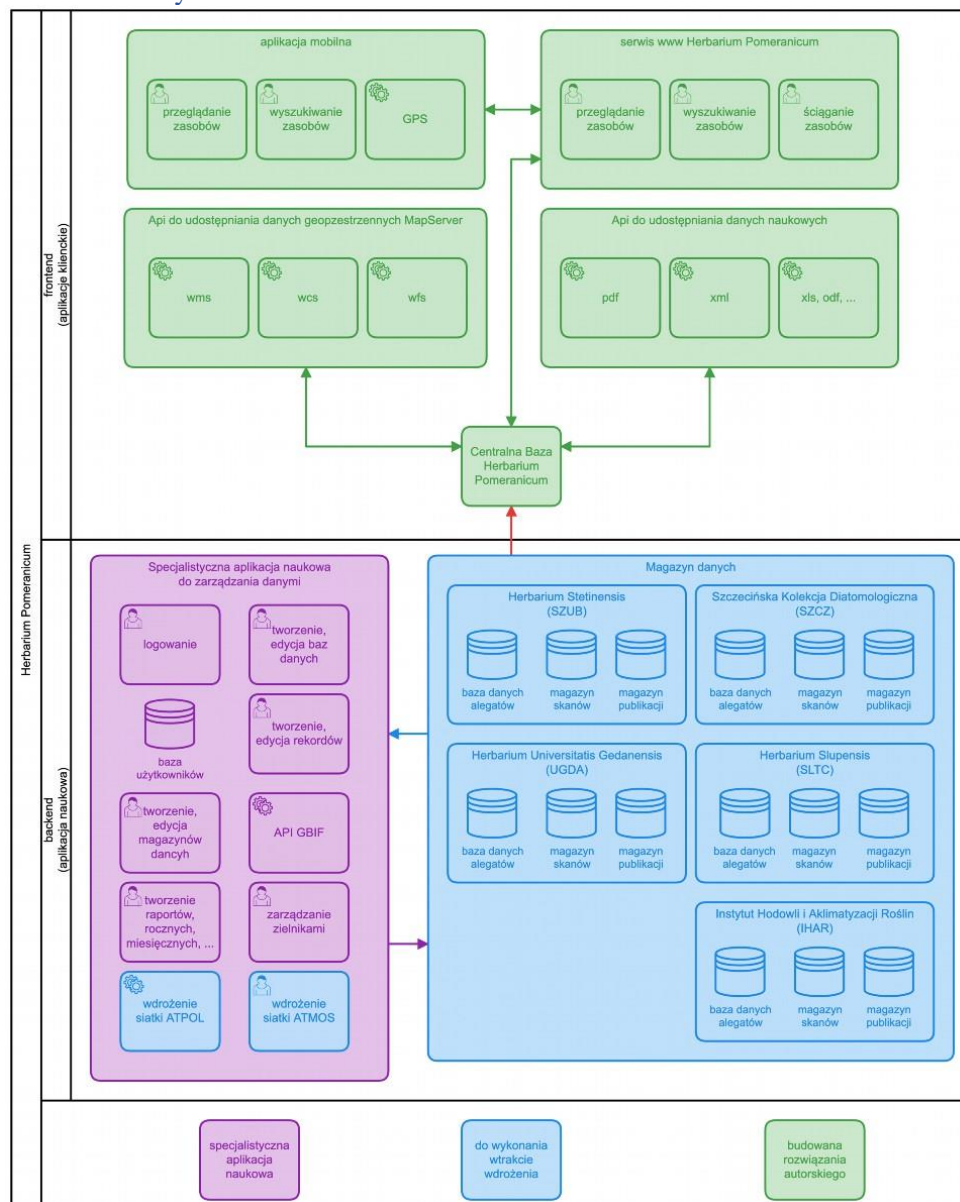 aplikacja mobilna
przeglądanie
zasobów
wyszukiwanie
zasobów
GPS
serwis www Herbarium Pomeranicum
przeglądanie
zasobów
wyszukiwanie
zasobów
ściąganie
zasobów
Api do udostępniania danych geopzestrzennych MapServer
wms
wcs
wfs
Api do udostępniania danych naukowych
pdf
xml
xls, odf, ...
frontend
(aplikacje klienckie)
Centralna Baza
Herbarium
Pomeranicum
Herbarium Pomeranicum
backend
(aplikacja naukowa)
Specjalistyczna aplikacja naukowa
do zarządzania danymi
logowanie
tworzenie,
edycja baz
danych
baza
użytkowników
tworzenie,
edycja rekordów
tworzenie,
edycja
magazynów
dancyh
API GBIF
tworzenie
raportów,
rocznych,
miesięcznych, ...
zarządzanie
zielnikami
wdrożenie
siatki ATPOL
wdrożenie
siatki ATMOS
Magazyn danych
Herbarium Stetinensis
(SZUB)
baza danych
alegatów
magazyn
skanów
magazyn
publikacji
Szczecińska Kolekcja Diatomologiczna
(SZCZ)
baza danych
alegatów
magazyn
skanów
magazyn
publikacji
Herbarium Universitatis Gedanensis
(UGDA)
baza danych
alegatów
magazyn
skanów
magazyn
publikacji
Herbarium Slupensis
(SLTC)
baza danych
alegatów
magazyn
skanów
magazyn
publikacji
Instytut Hodowli i Aklimatyzacji Roślin
(IHAR)
baza danych
alegatów
magazyn
skanów
magazyn
publikacji
specjalistyczna
aplikacja
naukowa
do wykonania
wtrakcie
wdrożenia
budowana
rozwiązania
autorskiego